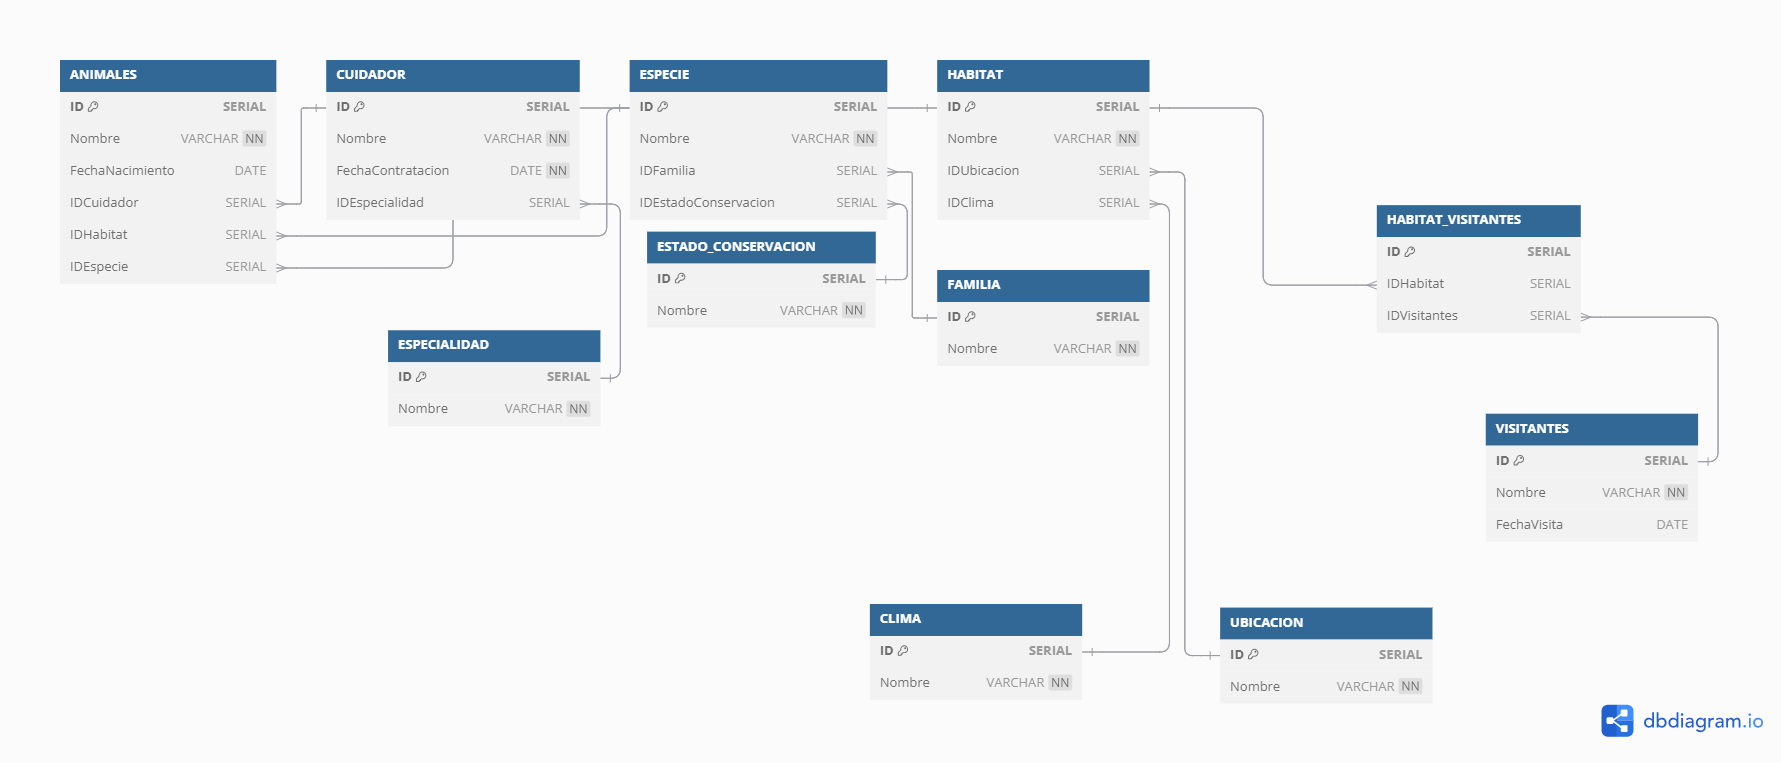 ANIMALES
ID SERIAL
Nombre VARCHAR NN
FechaNacimiento DATE
IDCuidador SERIAL
IDHabitat SERIAL
IDEspecie SERIAL
CUIDADOR
ID SERIAL
Nombre VARCHAR NN
FechaContratacion DATE NN
IDEspecialidad SERIAL
ESPECIE
ID SERIAL
Nombre VARCHAR NN
IDFamilia SERIAL
IDEstadoConservacion SERIAL
HABITAT
ID SERIAL
Nombre VARCHAR NN
IDUbicacion SERIAL
IDClima SERIAL
HABITAT_VISITANTES
ID SERIAL
IDHabitat SERIAL
IDVisitantes SERIAL
ESTADO_CONSERVACION
ID SERIAL
Nombre VARCHAR NN
FAMILIA
ID SERIAL
Nombre VARCHAR NN
ESPECIALIDAD
ID SERIAL
Nombre VARCHAR NN
VISITANTES
ID SERIAL
Nombre VARCHAR NN
FechaVisita DATE
CLIMA
ID SERIAL
Nombre VARCHAR NN
UBICACION
ID SERIAL
Nombre VARCHAR NN
dbdiagram.io